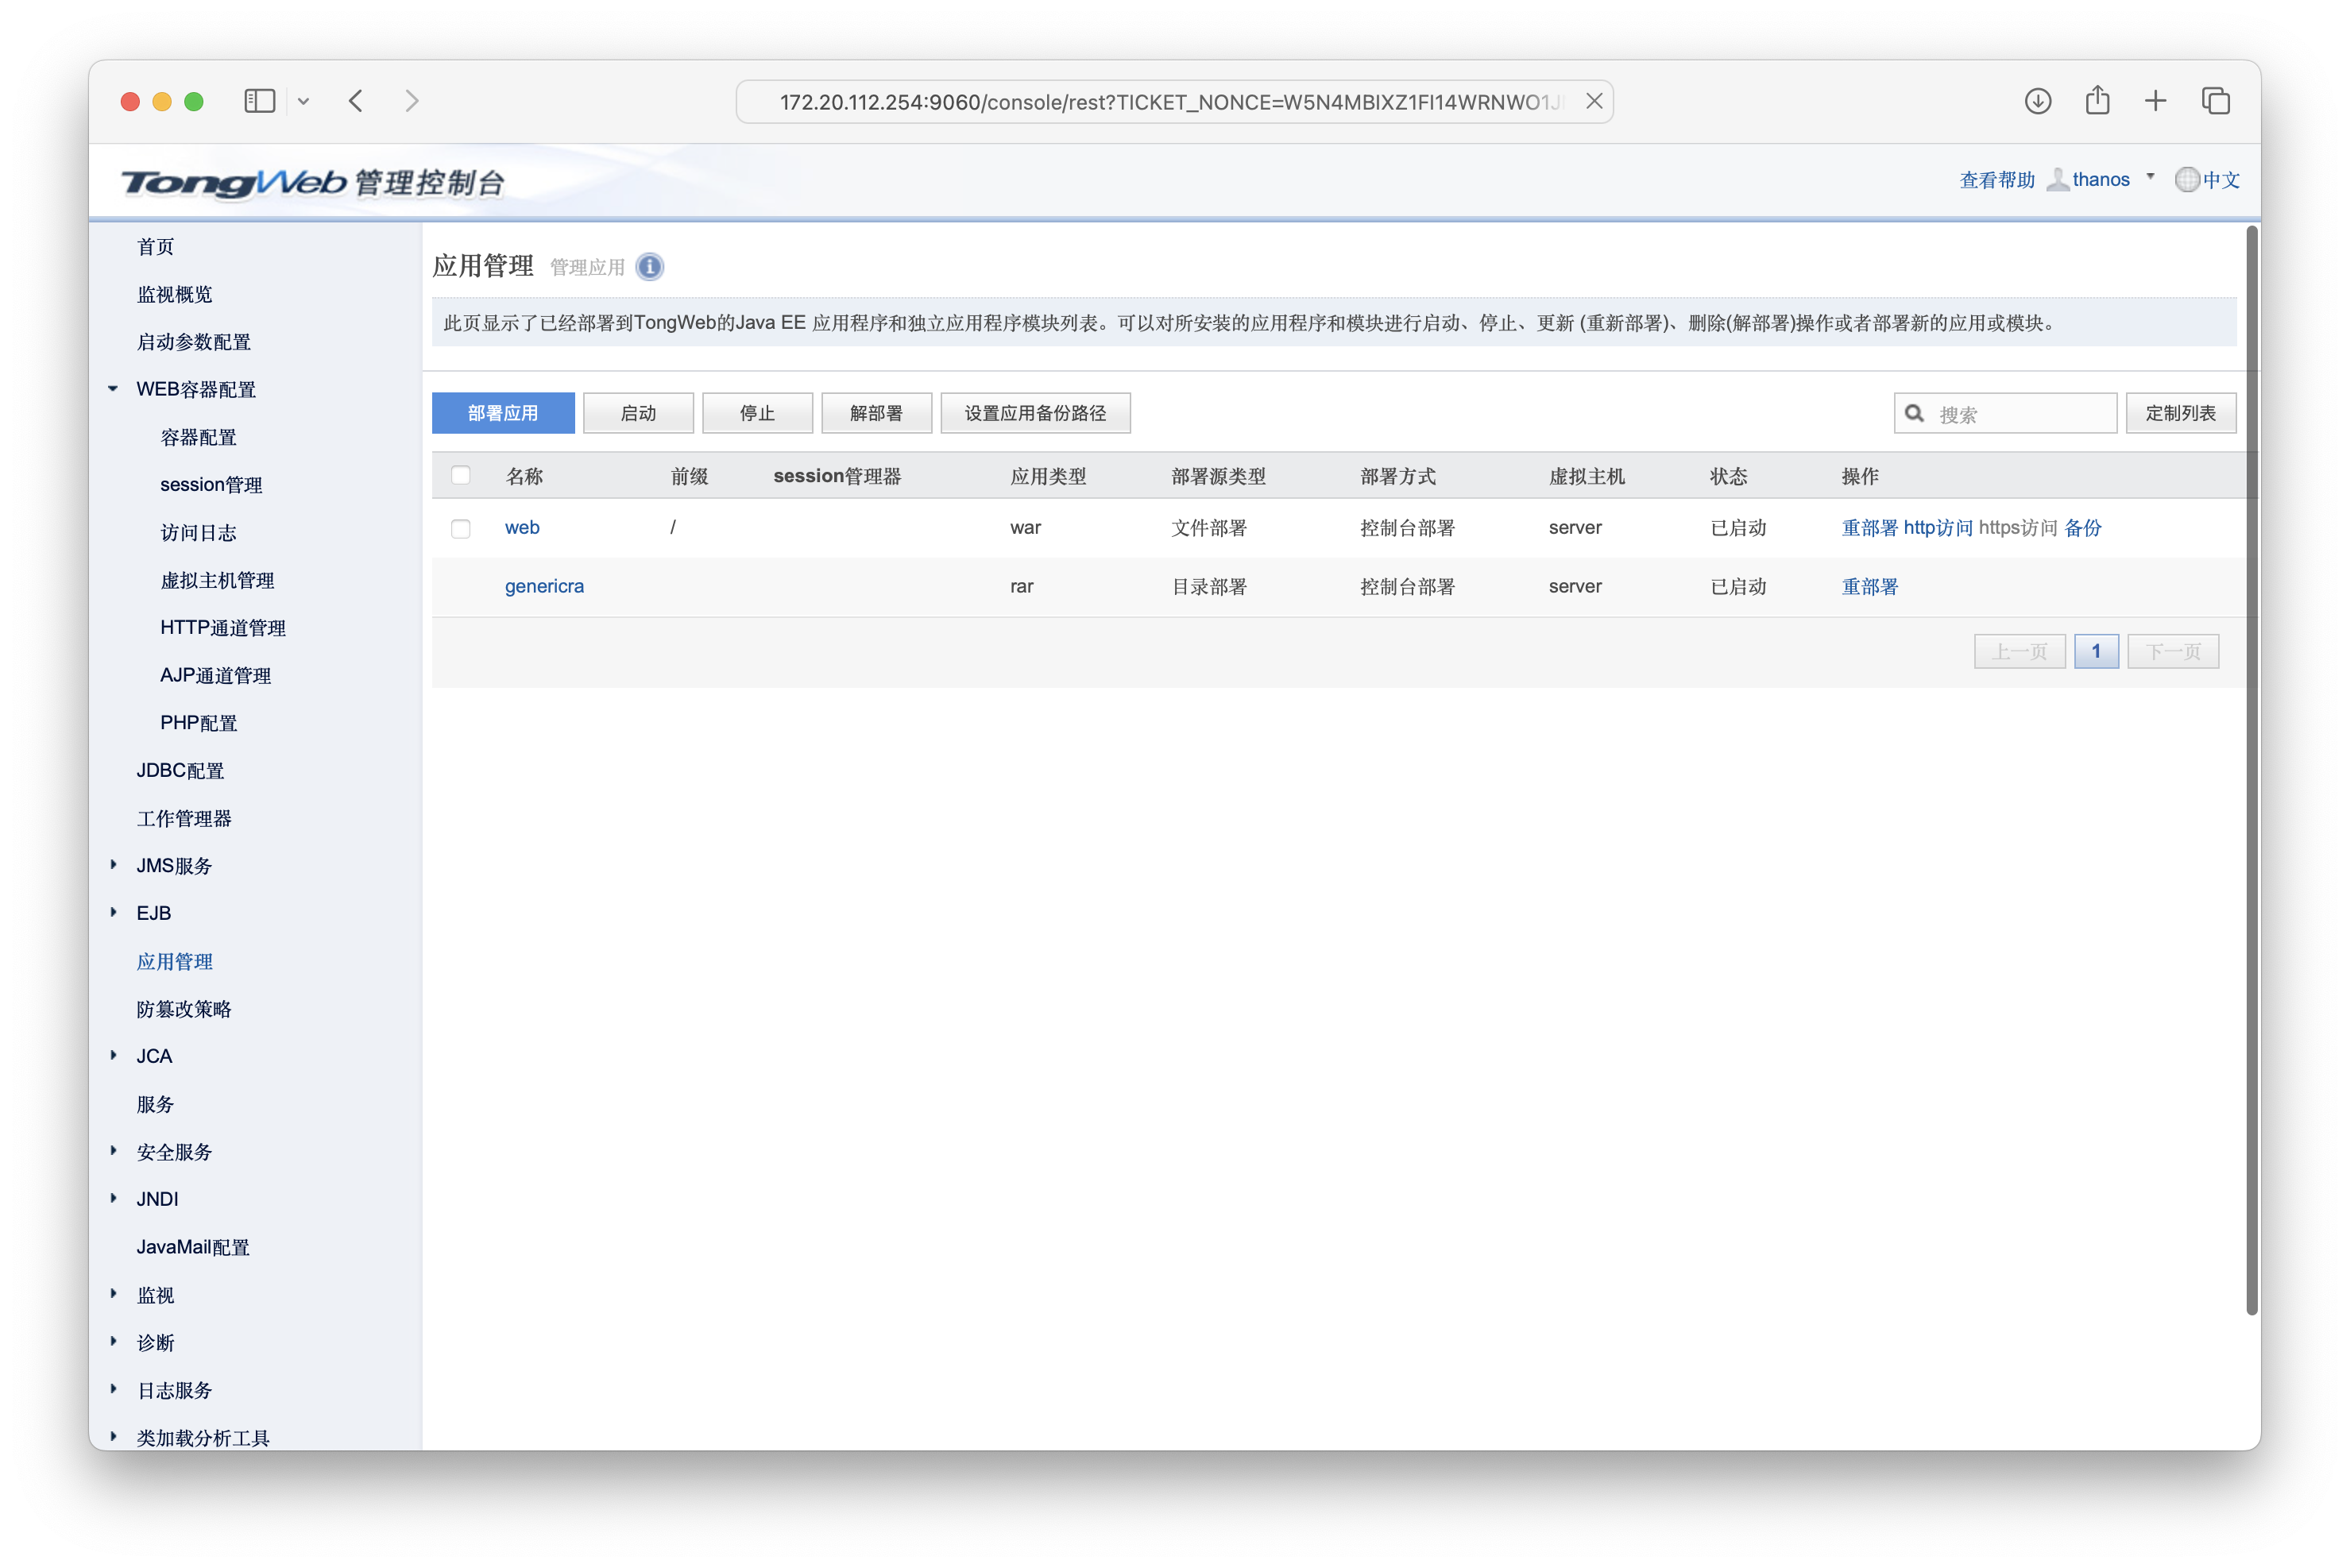 172.20.112.254:9060/console/rest?TICKET_NONCE=W5N4MBIXZ1FI14WRNWO1J
TongWeb 管理控制台
查看帮助 thanos 中文
首页
监视概览
启动参数配置
WEB容器配置
容器配置
session管理
访问日志
虚拟主机管理
HTTP通道管理
AJP通道管理
PHP配置
JDBC配置
工作管理器
JMS服务
EJB
应用管理
防篡改策略
JCA
服务
安全服务
JNDI
JavaMail配置
监视
诊断
日志服务
类加载分析工具
应用管理 管理应用
此页显示了已经部署到TongWeb的Java EE 应用程序和独立应用程序模块列表。可以对所安装的应用程序和模块进行启动、停止、更新 (重新部署)、删除(解部署)操作或者部署新的应用或模块。
部署应用 启动 停止 解部署 设置应用备份路径 搜索 定制列表
名称 前缀 session管理器 应用类型 部署源类型 部署方式 虚拟主机 状态 操作
web / war 文件部署 控制台部署 server 已启动 重部署 http访问 https访问 备份
genericra rar 目录部署 控制台部署 server 已启动 重部署
上一页 1 下一页